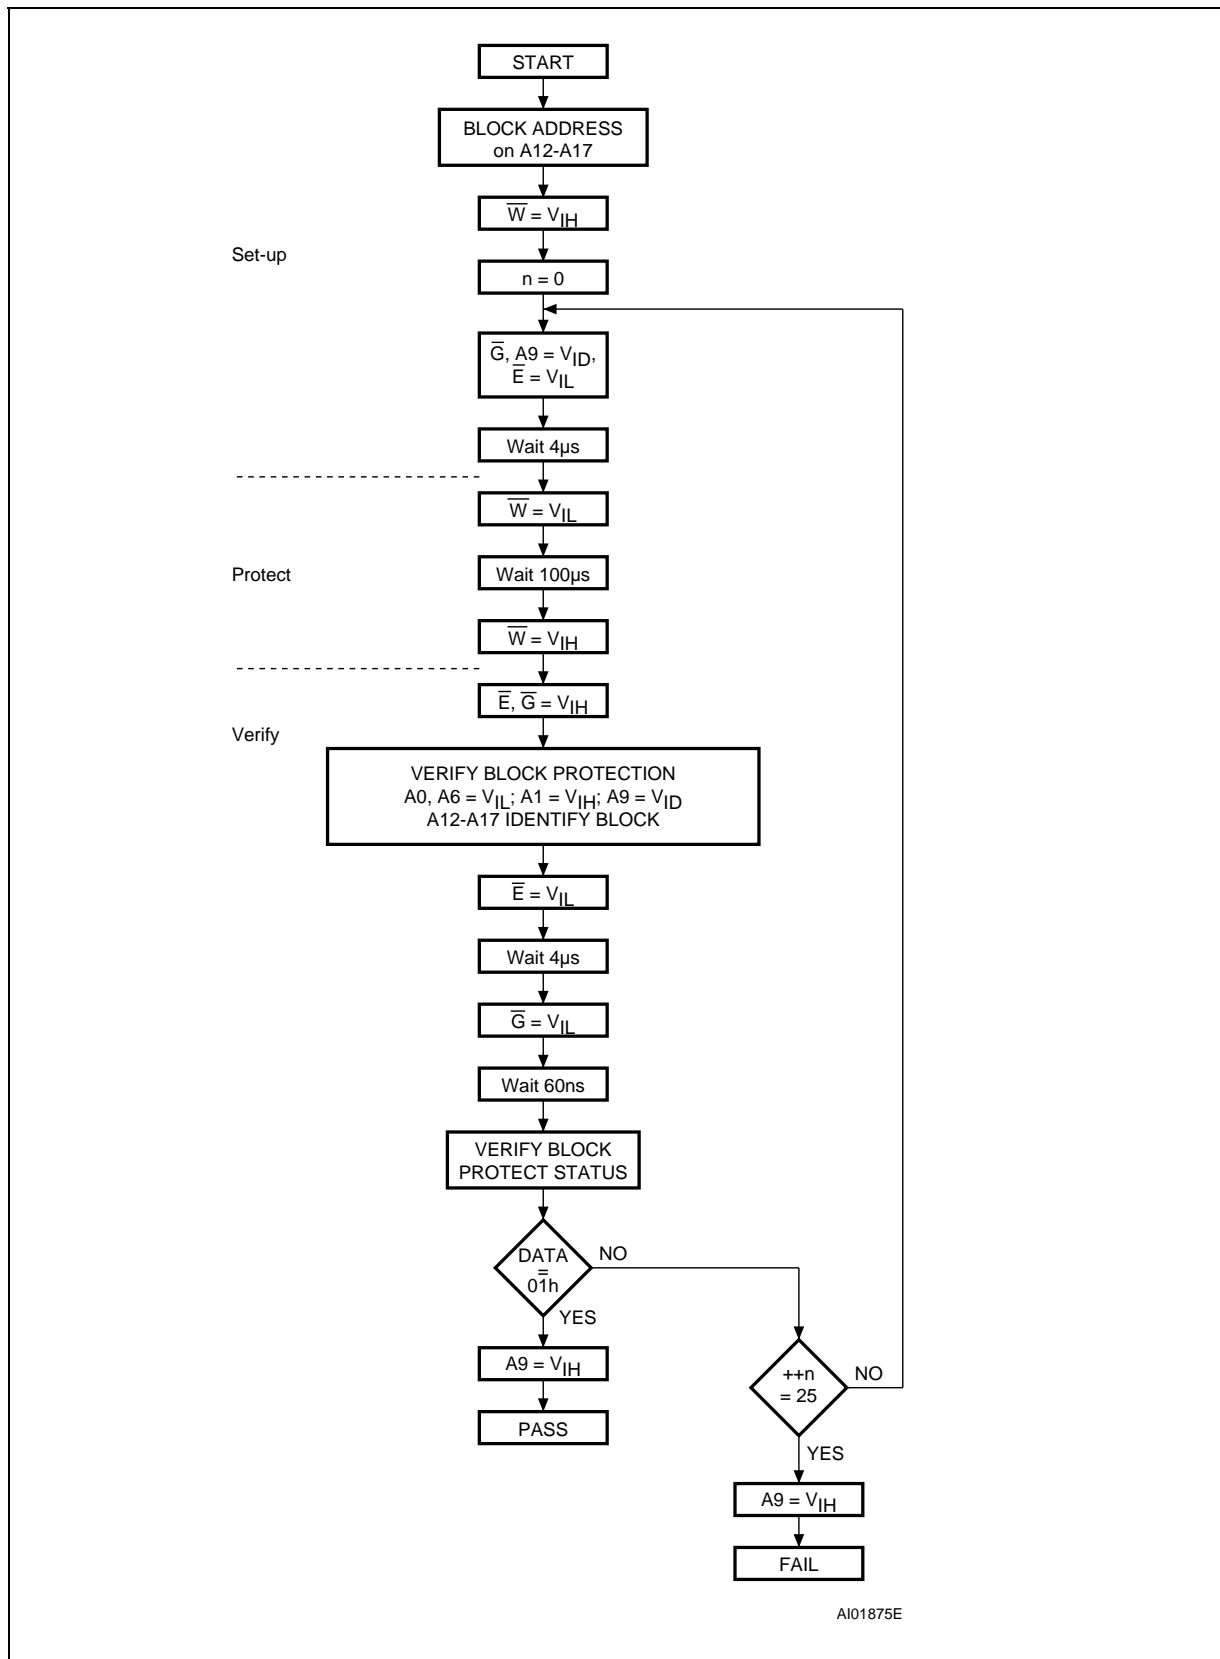 START
BLOCK ADDRESS
on A12-A17
W̅ = VIH
Set-up
n = 0
G̅, A9 = VID,
E̅ = VIL
Wait 4µs
W̅ = VIL
Protect
Wait 100µs
W̅ = VIH
E̅, G̅ = VIH
Verify
VERIFY BLOCK PROTECTION
A0, A6 = VIL; A1 = VIH; A9 = VID
A12-A17 IDENTIFY BLOCK
E̅ = VIL
Wait 4µs
G̅ = VIL
Wait 60ns
VERIFY BLOCK
PROTECT STATUS
DATA
=
01h
NO
YES
A9 = VIH
PASS
++n
= 25
NO
YES
A9 = VIH
FAIL
AI01875E